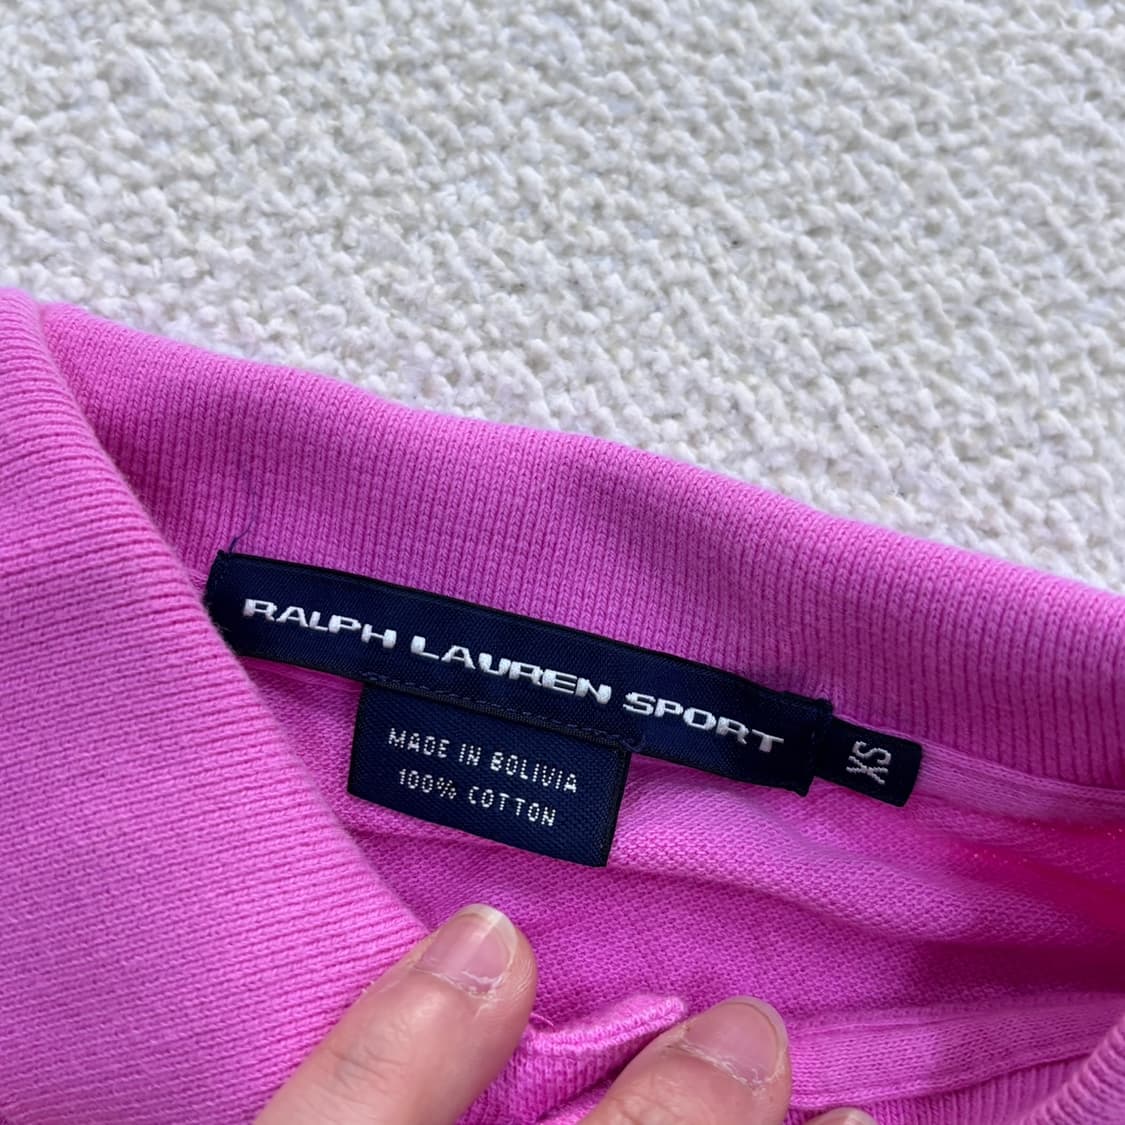 RALPH LAUREN SPORT
XS
MADE IN BOLIVIA
100% COTTON